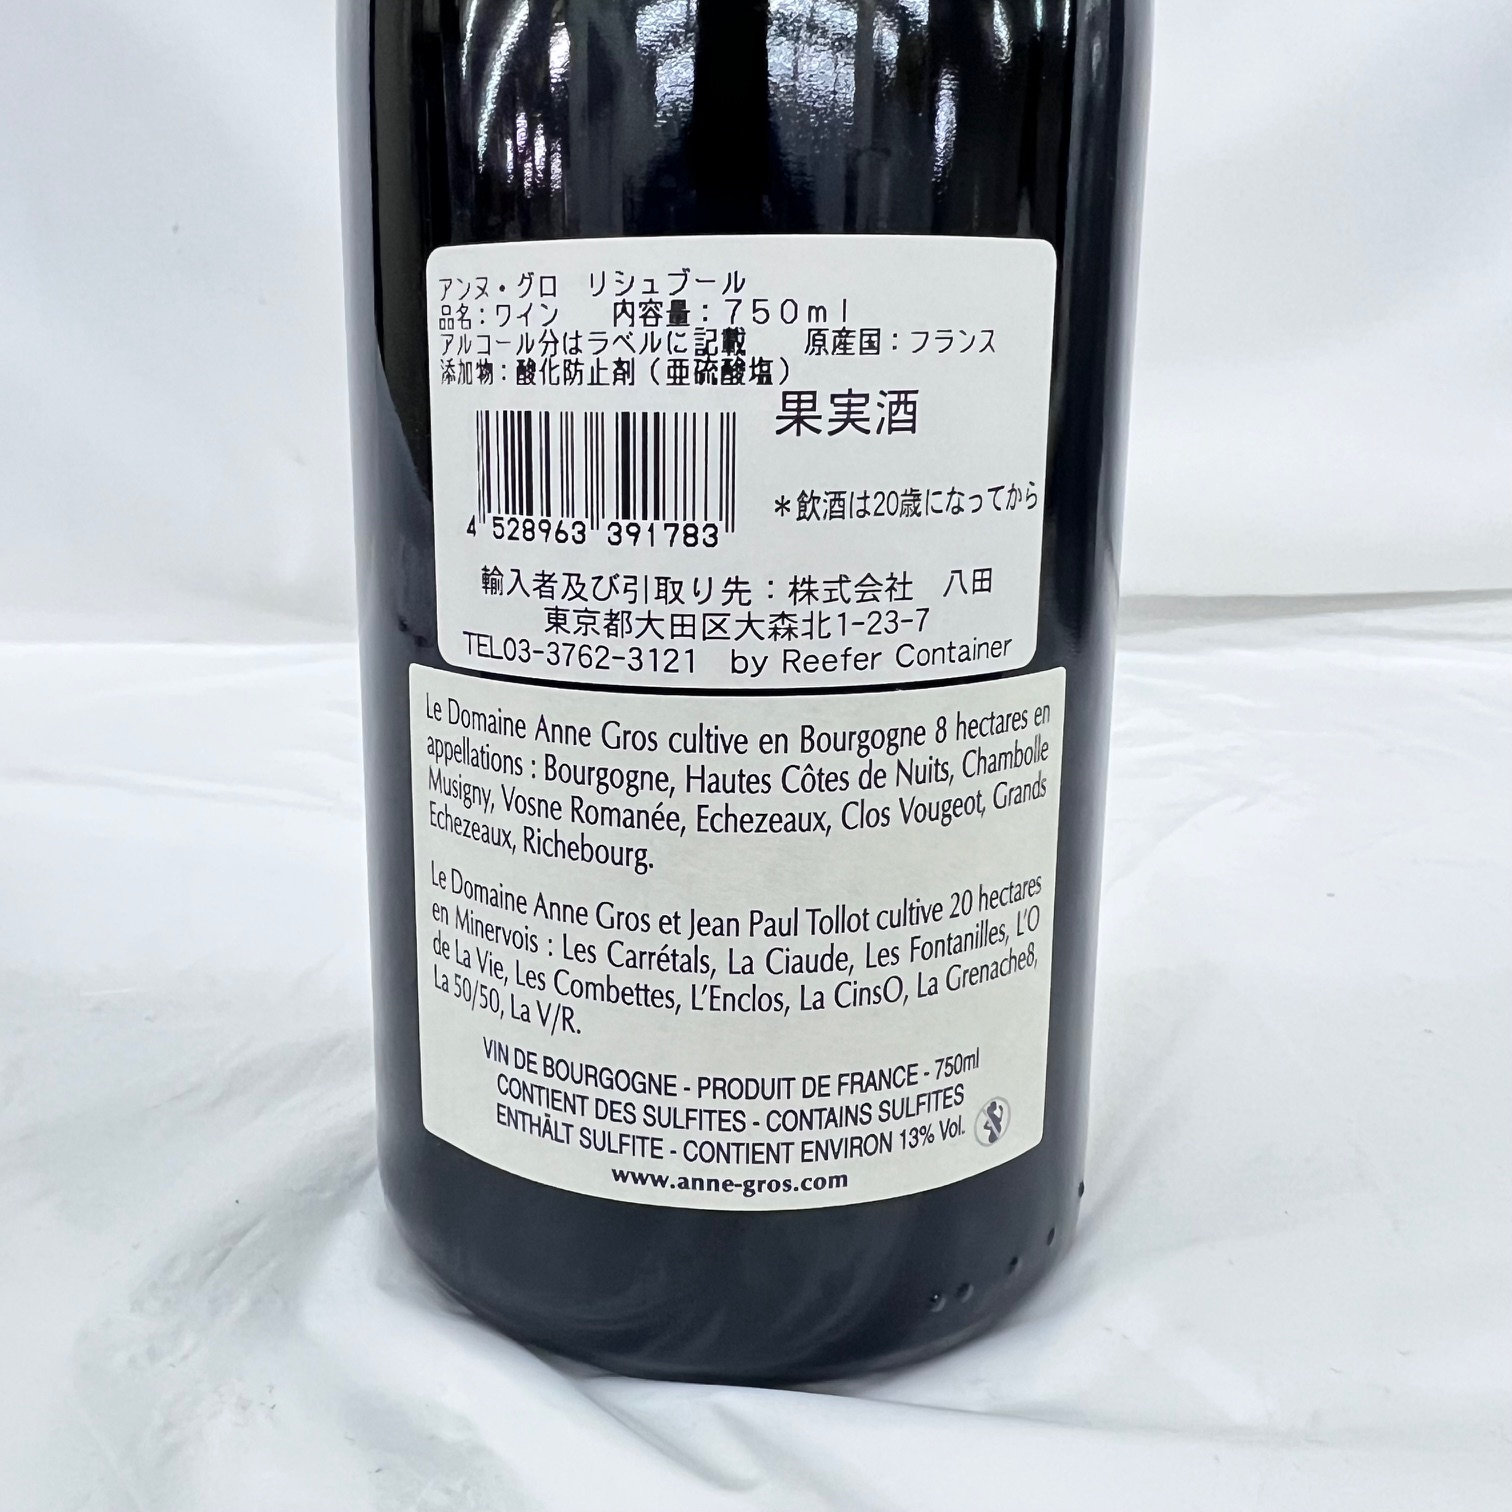 アンヌ・グロ　リシュブール
品名：ワイン　内容量：７５０ｍｌ
アルコール分はラベルに記載　原産国：フランス
添加物：酸化防止剤（亜硫酸塩）
果実酒
4 528963 391783
＊飲酒は20歳になってから
輸入者及び引取り先：株式会社　八田
東京都大田区大森北1-23-7
TEL03-3762-3121　by Reefer Container
Le Domaine Anne Gros cultive en Bourgogne 8 hectares en
appellations : Bourgogne, Hautes Côtes de Nuits, Chambolle
Musigny, Vosne Romanée, Echezeaux, Clos Vougeot, Grands
Echezeaux, Richebourg.
Le Domaine Anne Gros et Jean Paul Tollot cultive 20 hectares
en Minervois : Les Carrétals, La Ciaude, Les Fontanilles, L'O
de La Vie, Les Combettes, L'Enclos, La CinsO, La Grenache8,
La 50/50, La V/R.
VIN DE BOURGOGNE - PRODUIT DE FRANCE - 750ml
CONTIENT DES SULFITES - CONTAINS SULFITES
ENTHÄLT SULFITE - CONTIENT ENVIRON 13% Vol.
www.anne-gros.com